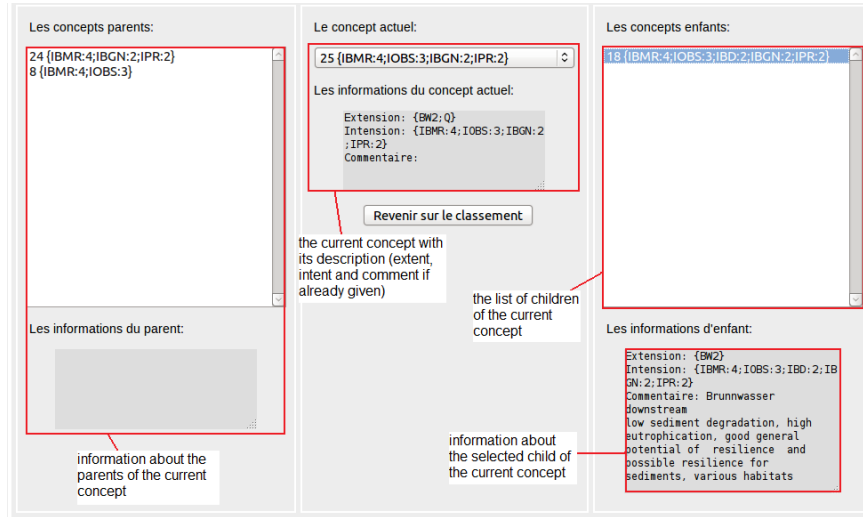 Les concepts parents:
24 {IBMR:4;IBGN:2;IPR:2}
8 {IBMR:4;IOBS:3}
Les informations du parent:
information about the
parents of the current
concept
Le concept actuel:
25 {IBMR:4;IOBS:3;IBGN:2;IPR:2}
Les informations du concept actuel:
Extension: {BW2;Q}
Intension: {IBMR:4;IOBS:3;IBGN:2
;IPR:2}
Commentaire:
Revenir sur le classement
the current concept with
its description (extent,
intent and comment if
already given)
the list of children
of the current
concept
information about
the selected child of
the current concept
Les concepts enfants:
18 {IBMR:4;IOBS:3;IBD:2;IBGN:2;IPR:2}
Les informations d'enfant:
Extension: {BW2}
Intension: {IBMR:4;IOBS:3;IBD:2;IB
GN:2;IPR:2}
Commentaire: Brunnwasser
downstream
low sediment degradation, high
eutrophication, good general
potential of resilience and
possible resilience for
sediments, various habitats